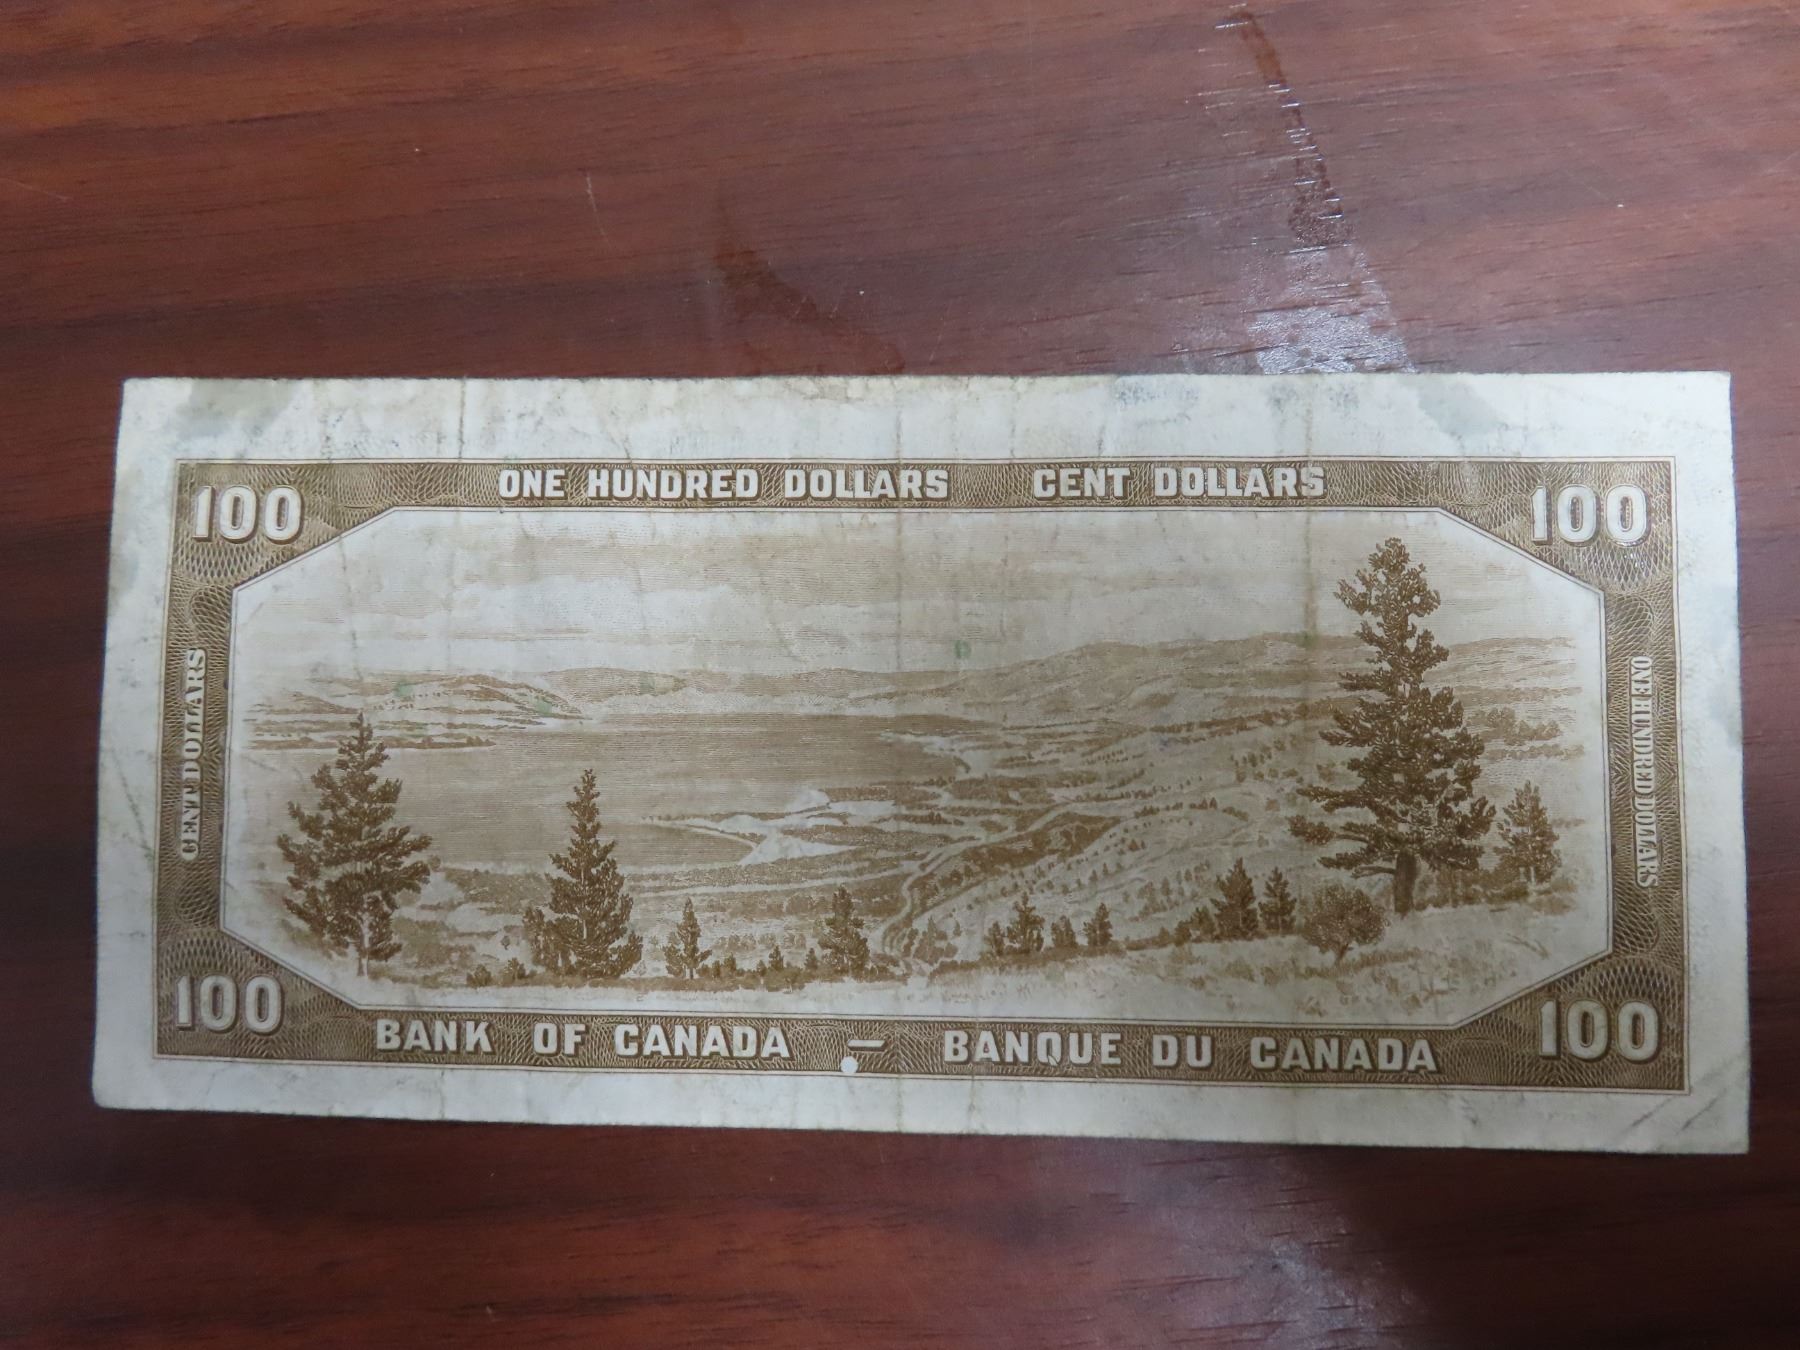 ONE HUNDRED DOLLARS CENT DOLLARS
100 100
CENT DOLLARS
ONE HUNDRED DOLLARS
100 100
BANK OF CANADA — BANQUE DU CANADA